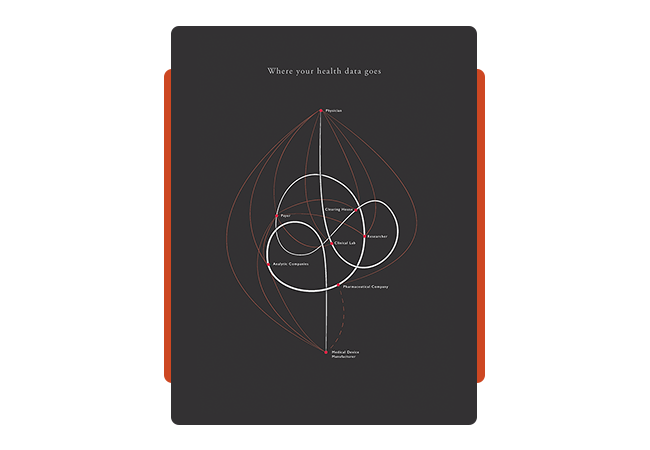 Where your health data goes
Physician
Clearing House
Payer
Researcher
Clinical Lab
Analytic Companies
Pharmaceutical Company
Medical Device
Manufacturer